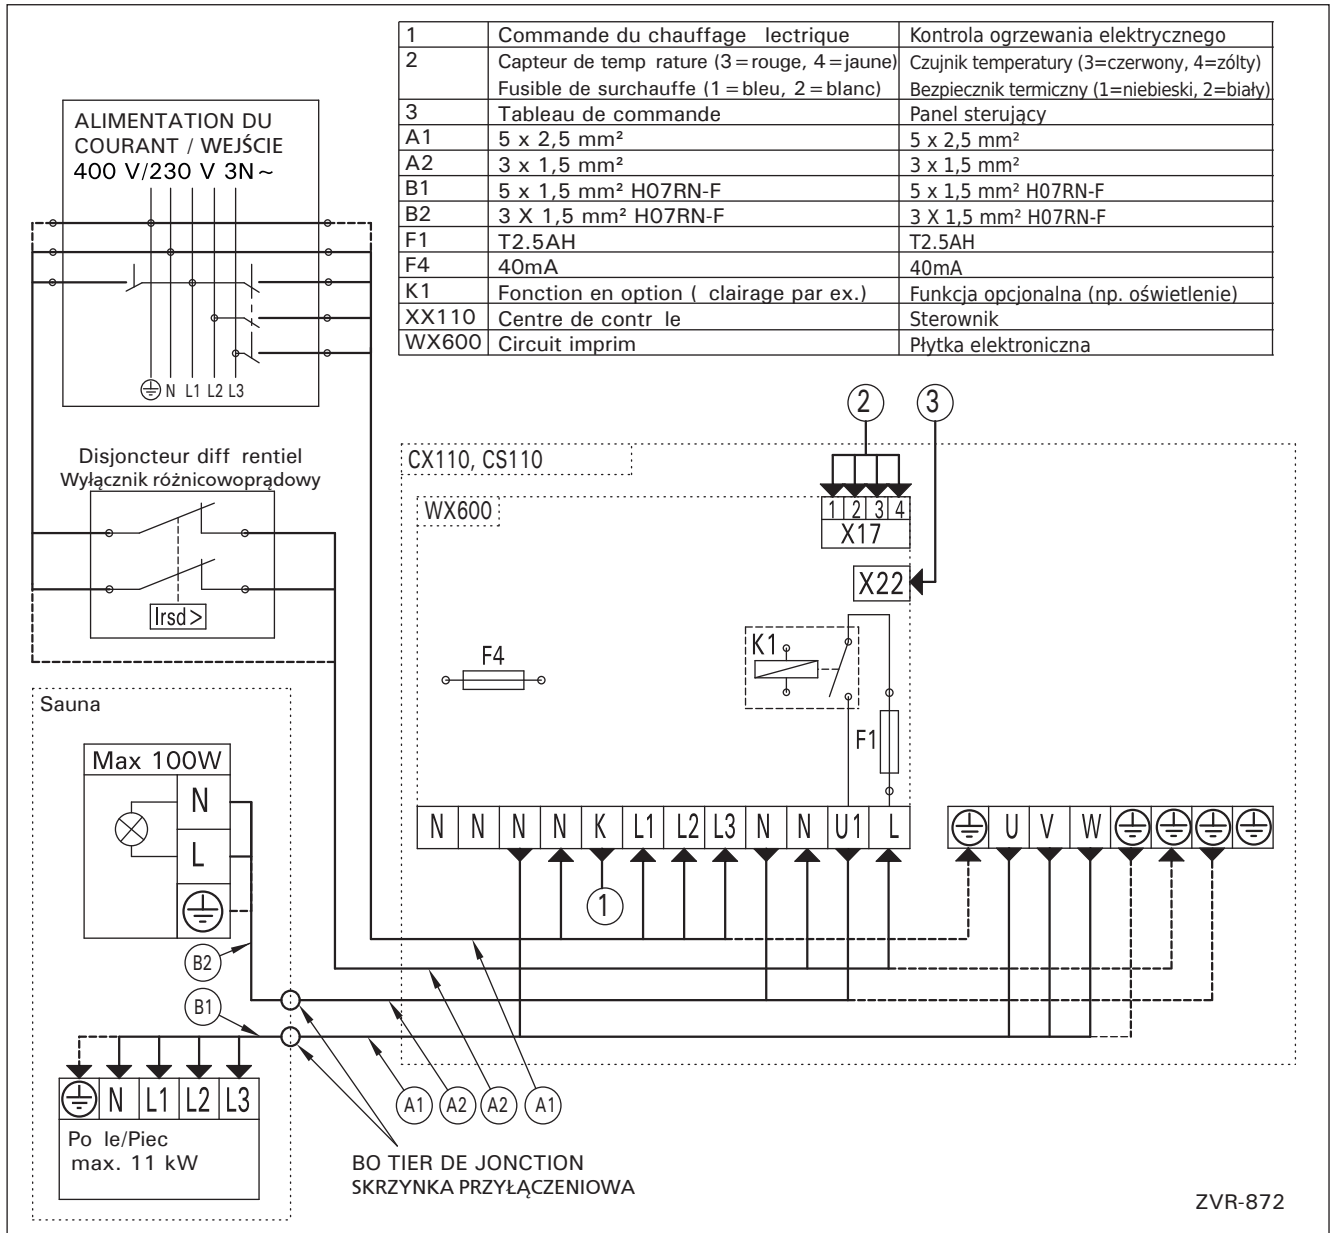 1 Commande du chauffage lectrique Kontrola ogrzewania elektrycznego
2 Capteur de temp rature (3=rouge, 4=jaune) Czujnik temperatury (3=czerwony, 4=zólty)
Fusible de surchauffe (1=bleu, 2=blanc) Bezpiecznik termiczny (1=niebieski, 2=biały)
3 Tableau de commande Panel sterujący
A1 5 x 2,5 mm² 5 x 2,5 mm²
A2 3 x 1,5 mm² 3 x 1,5 mm²
B1 5 x 1,5 mm² H07RN-F 5 x 1,5 mm² H07RN-F
B2 3 X 1,5 mm² H07RN-F 3 X 1,5 mm² H07RN-F
F1 T2.5AH T2.5AH
F4 40mA 40mA
K1 Fonction en option ( clairage par ex.) Funkcja opcjonalna (np. oświetlenie)
XX110 Centre de contr le Sterownik
WX600 Circuit imprim Płytka elektroniczna
ALIMENTATION DU
COURANT / WEJŚCIE
400 V/230 V 3N~
N L1 L2 L3
Disjoncteur diff rentiel
Wyłącznik różnicowoprądowy
Irsd>
2 3
CX110, CS110
WX600
1 2 3 4
X17
X22
K1
F4
F1
N N N N K L1 L2 L3 N N U1 L
U V W
1
Sauna
Max 100W
N
L
B2
B1
N L1 L2 L3
Po le/Piec
max. 11 kW
A1 A2 A2 A1
BO TIER DE JONCTION
SKRZYNKA PRZYŁĄCZENIOWA
ZVR-872